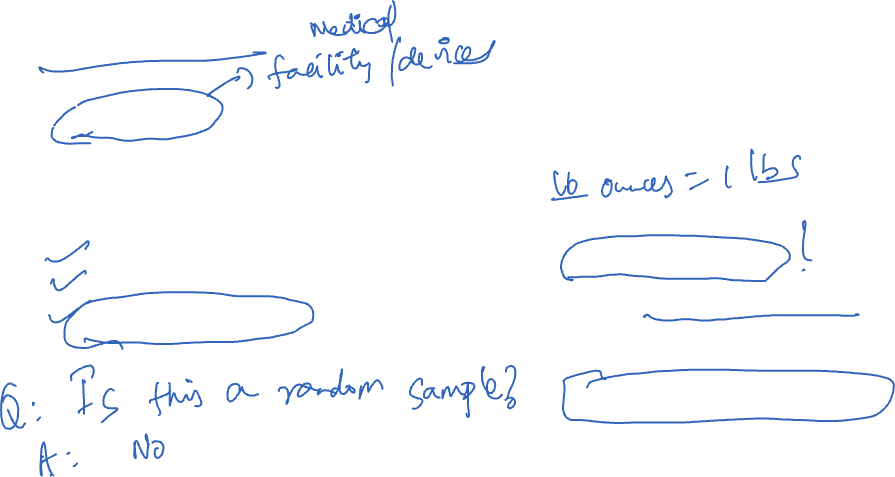 Medical
facility/device
16 ounces = 1 lbs
!
Q: Is this a random sample?
A: No